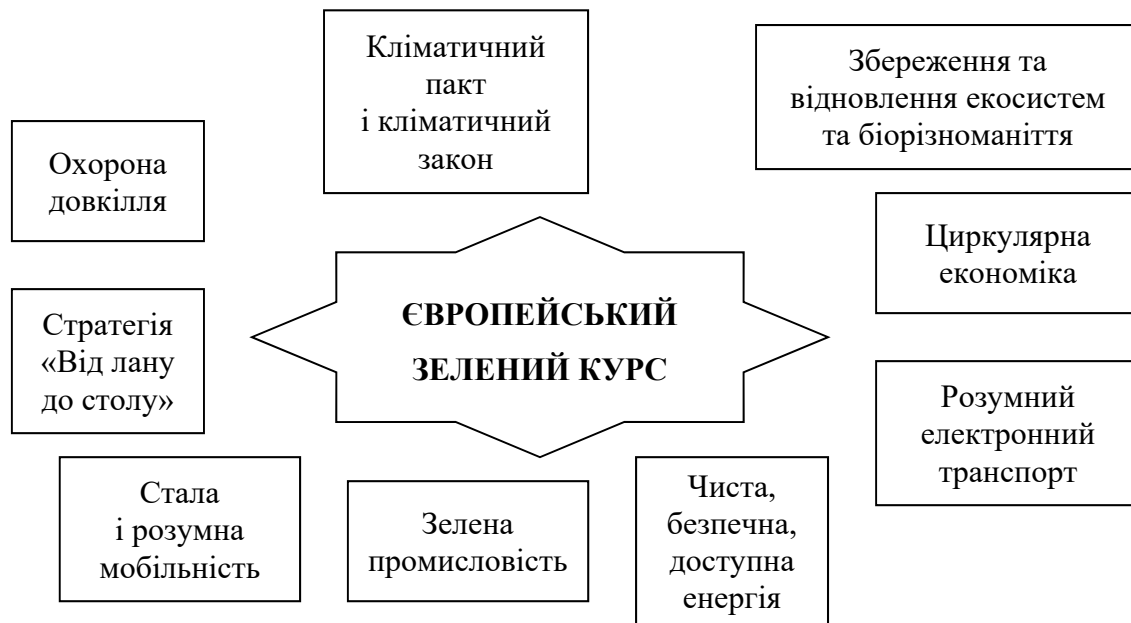 Кліматичний
пакт
і кліматичний
закон
Збереження та
відновлення екосистем
та біорізноманіття
Охорона
довкілля
Циркулярна
економіка
ЄВРОПЕЙСЬКИЙ
ЗЕЛЕНИЙ КУРС
Стратегія
«Від лану
до столу»
Розумний
електронний
транспорт
Стала
і розумна
мобільність
Зелена
промисловість
Чиста,
безпечна,
доступна
енергія